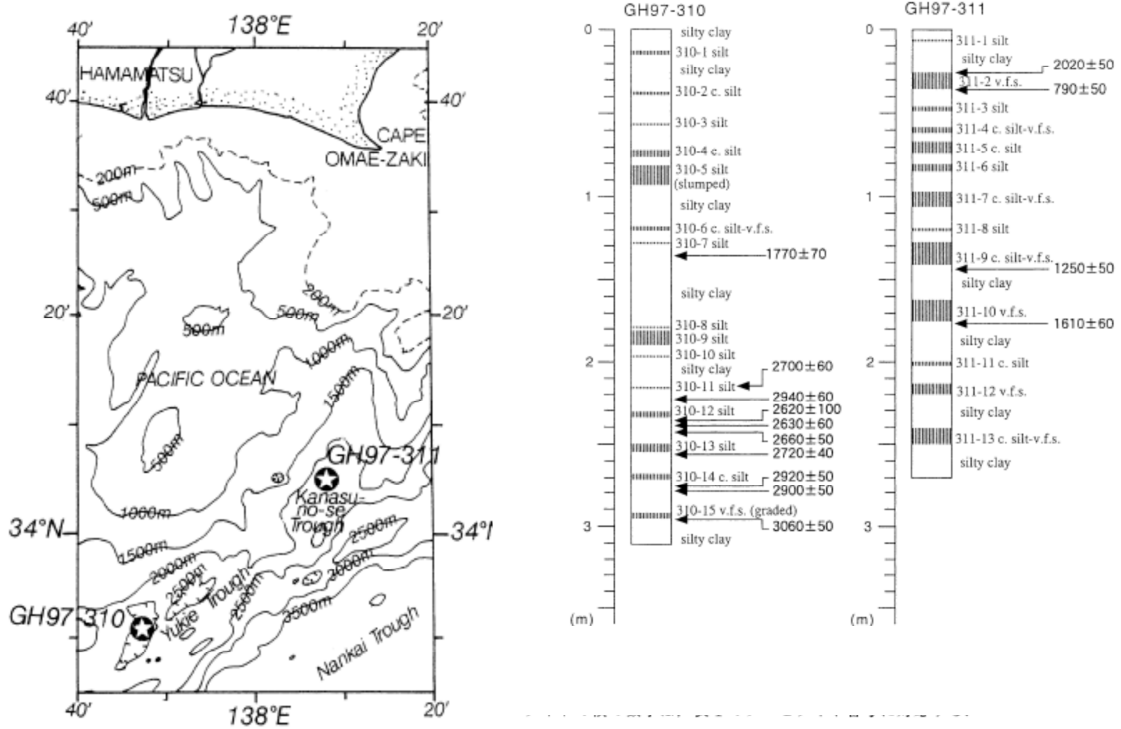 40'
138°E
20'
HAMAMATSU
40'
40'
CAPE
OMAE-ZAKI
200m
500m
20'
20'
200m
500m
500m
1000m
PACIFIC OCEAN
1500m
500m
GH97-311
Kanasu-
no-se
Trough
1000m
34°N
34°
1500m
2500m
2000m
3000m
2500m
2500m
3500m
GH97-310
Yukie Trough
Nankai Trough
40'
138°E
20'
GH97-310
0
silty clay
310-1 silt
silty clay
310-2 c. silt
310-3 silt
310-4 c. silt
310-5 silt
(slumped)
1
silty clay
310-6 c. silt-v.f.s.
310-7 silt
1770±70
silty clay
310-8 silt
310-9 silt
310-10 silt
2
silty clay
2700±60
310-11 silt
2940±60
310-12 silt
2620±100
2630±60
2660±50
310-13 silt
2720±40
310-14 c. silt
2920±50
2900±50
310-15 v.f.s. (graded)
3
3060±50
silty clay
(m)
GH97-311
0
311-1 silt
silty clay
2020±50
311-2 v.f.s.
790±50
311-3 silt
311-4 c. silt-v.f.s.
311-5 c. silt
311-6 silt
1
311-7 c. silt-v.f.s.
311-8 silt
311-9 c. silt-v.f.s.
1250±50
silty clay
311-10 v.f.s.
1610±60
silty clay
2
311-11 c. silt
311-12 v.f.s.
silty clay
311-13 c. silt-v.f.s.
silty clay
3
(m)